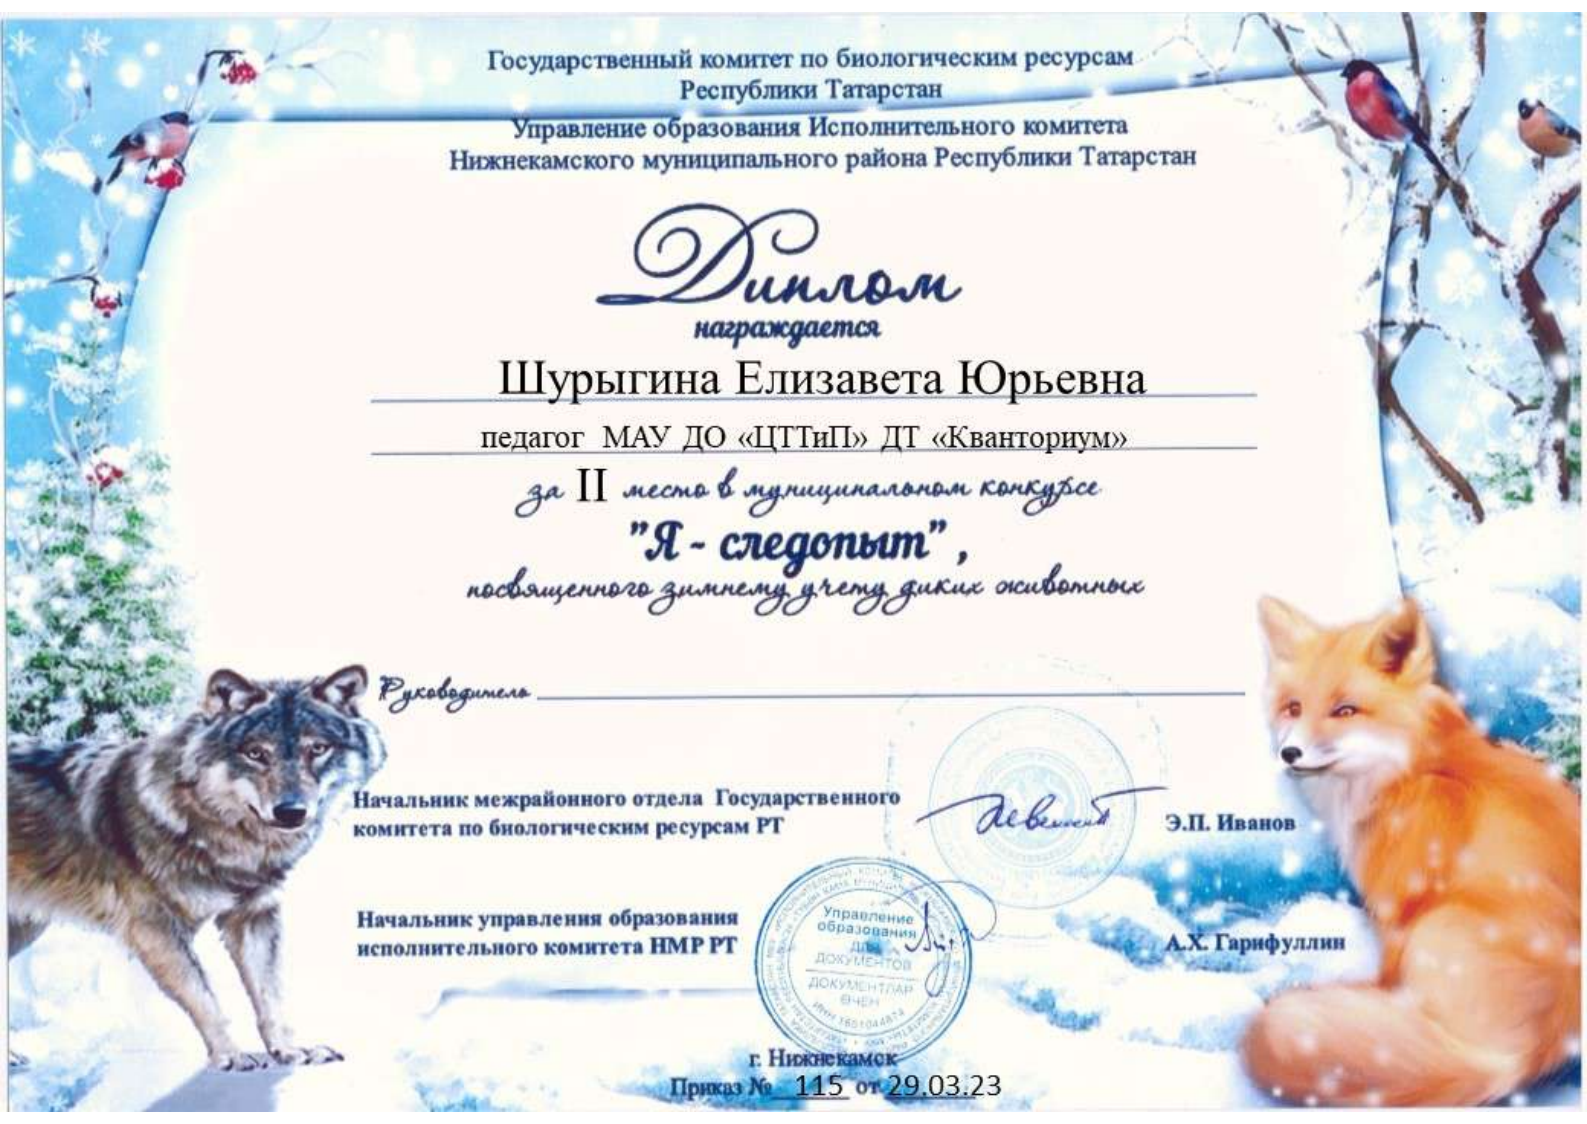 Государственный комитет по биологическим ресурсам
Республики Татарстан
Управление образования Исполнительного комитета
Нижнекамского муниципального района Республики Татарстан
Диплом
награждается
Шурыгина Елизавета Юрьевна
педагог МАУ ДО «ЦТТиП» ДТ «Кванториум»
за II место в муниципальном конкурсе
"Я - следопыт" ,
посвященного зимнему учету диких животных
Руководитель
Начальник межрайонного отдела Государственного
комитета по биологическим ресурсам РТ
Э.П. Иванов
Начальник управления образования
исполнительного комитета НМР РТ
А.Х. Гарифуллин
Управление
образования
для
ДОКУМЕНТОВ
ДОКУМЕНТЛАР
ӨЧЕН
г. Нижнекамск
Приказ № 115 от 29.03.23